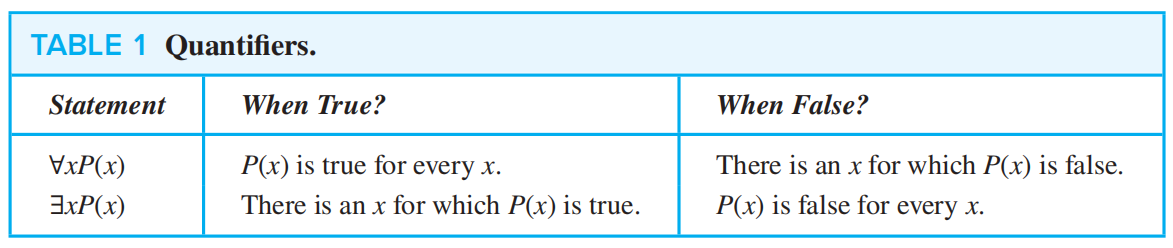 TABLE 1 Quantifiers.
Statement When True? When False?
∀xP(x) P(x) is true for every x. There is an x for which P(x) is false.
∃xP(x) There is an x for which P(x) is true. P(x) is false for every x.